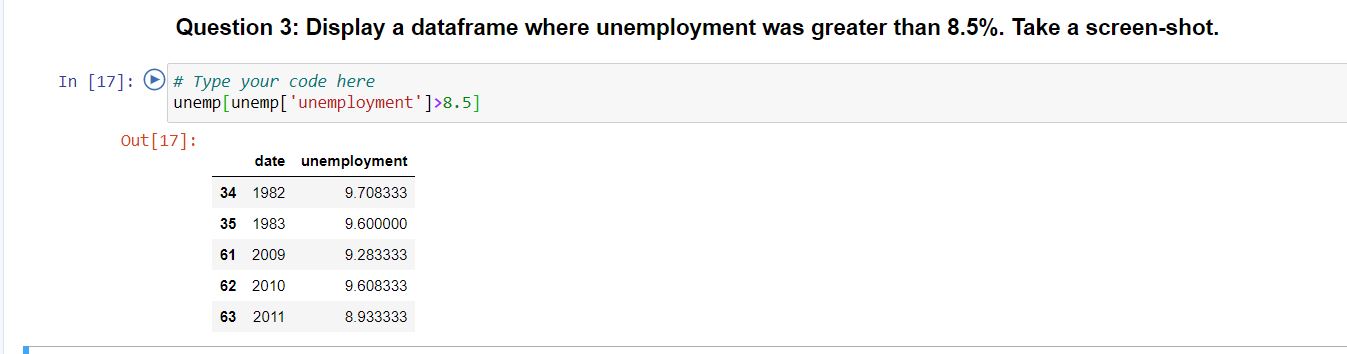 Question 3: Display a dataframe where unemployment was greater than 8.5%. Take a screen-shot.
In [17]: # Type your code here
unemp[unemp['unemployment']>8.5]
Out[17]:
date unemployment
34 1982 9.708333
35 1983 9.600000
61 2009 9.283333
62 2010 9.608333
63 2011 8.933333